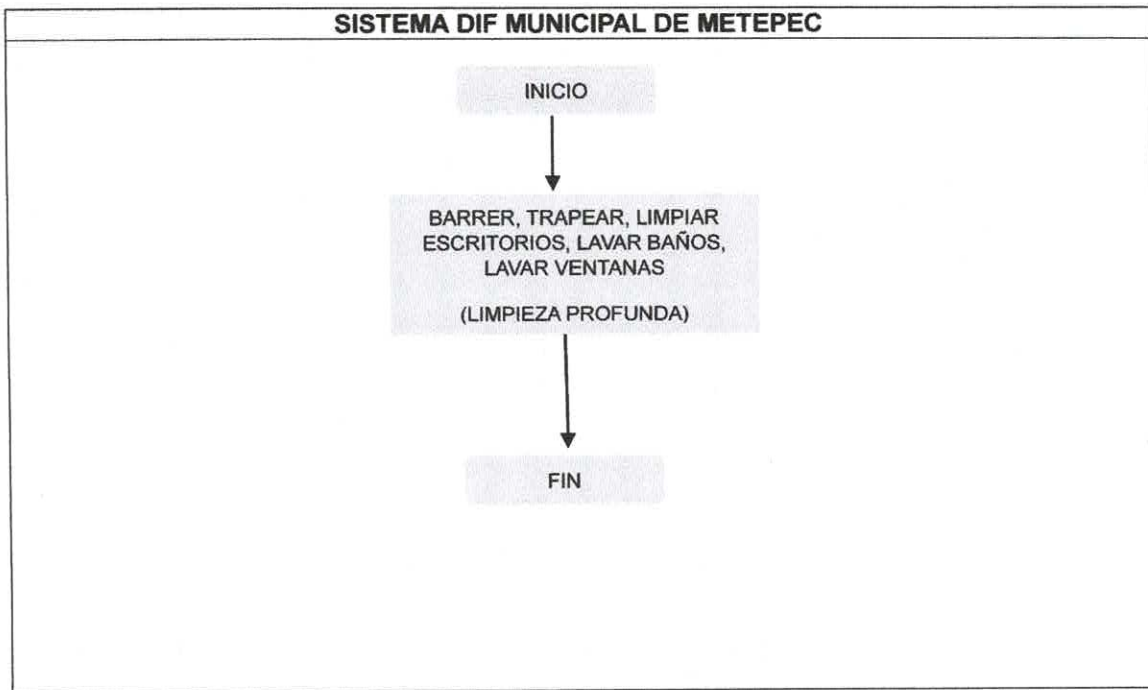 SISTEMA DIF MUNICIPAL DE METEPEC
INICIO
BARRER, TRAPEAR, LIMPIAR
ESCRITORIOS, LAVAR BAÑOS,
LAVAR VENTANAS
(LIMPIEZA PROFUNDA)
FIN